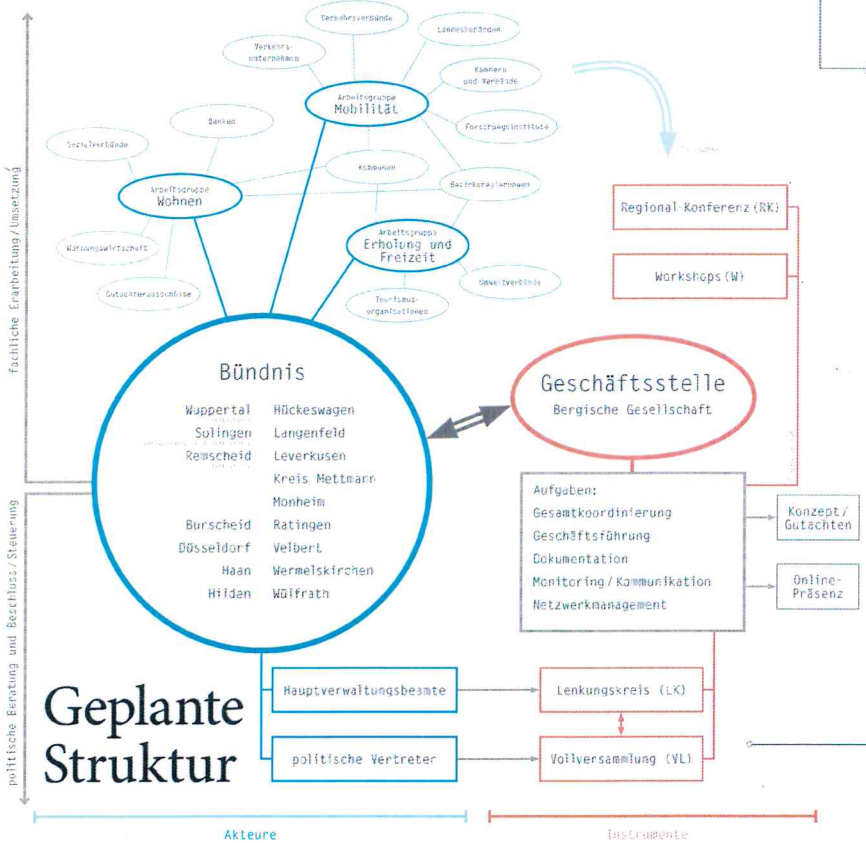 Verkehrsverbünde
Landesbehörden
Verkehrs-
unternehmen
Kammern
und Verbände
Arbeitsgruppe
Mobilität
Forschungsinstitute
Banken
Sozialverbände
Kommunen
Bezirksregierungen
Arbeitsgruppe
Wohnen
Arbeitsgruppe
Erholung und
Freizeit
Wohnungswirtschaft
Gutachterausschüsse
Tourismus-
organisationen
Umweltverbände
Regional-Konferenz (RK)
Workshops (W)
fachliche Erarbeitung/Umsetzung
politische Beratung und Beschluss/Steuerung
Bündnis
Wuppertal Hückeswagen
Solingen Langenfeld
Remscheid Leverkusen
Kreis Mettmann
Monheim
Burscheid Ratingen
Düsseldorf Velbert
Haan Wermelskirchen
Hilden Wülfrath
Geschäftsstelle
Bergische Gesellschaft
Aufgaben:
Gesamtkoordinierung
Geschäftsführung
Dokumentation
Monitoring/Kommunikation
Netzwerkmanagement
Konzept/
Gutachten
Online-
Präsenz
Geplante
Struktur
Hauptverwaltungsbeamte
Lenkungskreis (LK)
politische Vertreter
Vollversammlung (VL)
Akteure
Instrumente